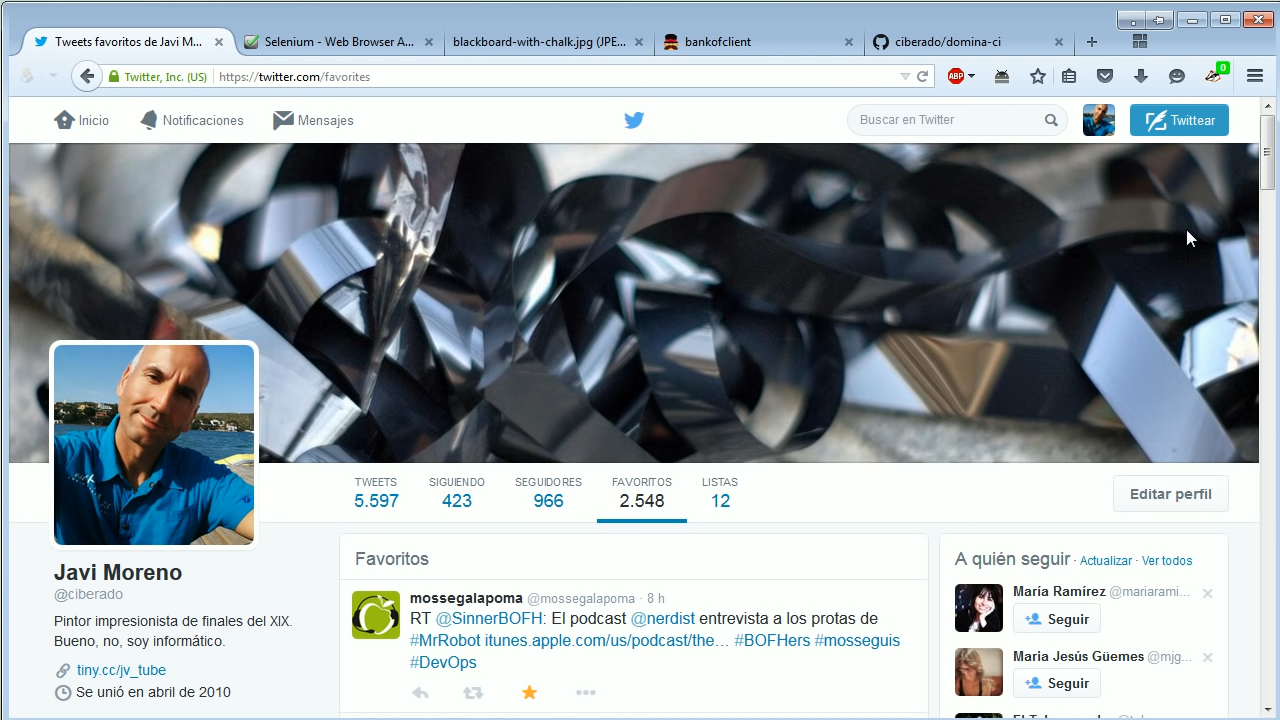 Tweets favoritos de Javi M...
Selenium - Web Browser A...
blackboard-with-chalk.jpg (JPE...
bankofclient
ciberado/domina-ci
Twitter, Inc. (US)
https://twitter.com/favorites
ABP
0
Inicio
Notificaciones
Mensajes
Buscar en Twitter
Twittear
TWEETS
5.597
SIGUIENDO
423
SEGUIDORES
966
FAVORITOS
2.548
LISTAS
12
Editar perfil
Javi Moreno
@ciberado
Pintor impresionista de finales del XIX.
Bueno, no, soy informático.
tiny.cc/jv_tube
Se unió en abril de 2010
Favoritos
mossegalapoma @mossegalapoma · 8 h
RT @SinnerBOFH: El podcast @nerdist entrevista a los protas de
#MrRobot itunes.apple.com/us/podcast/the… #BOFHers #mosseguis
#DevOps
A quién seguir · Actualizar · Ver todos
María Ramírez @mariarami...
Seguir
Maria Jesús Güemes @mjg...
Seguir